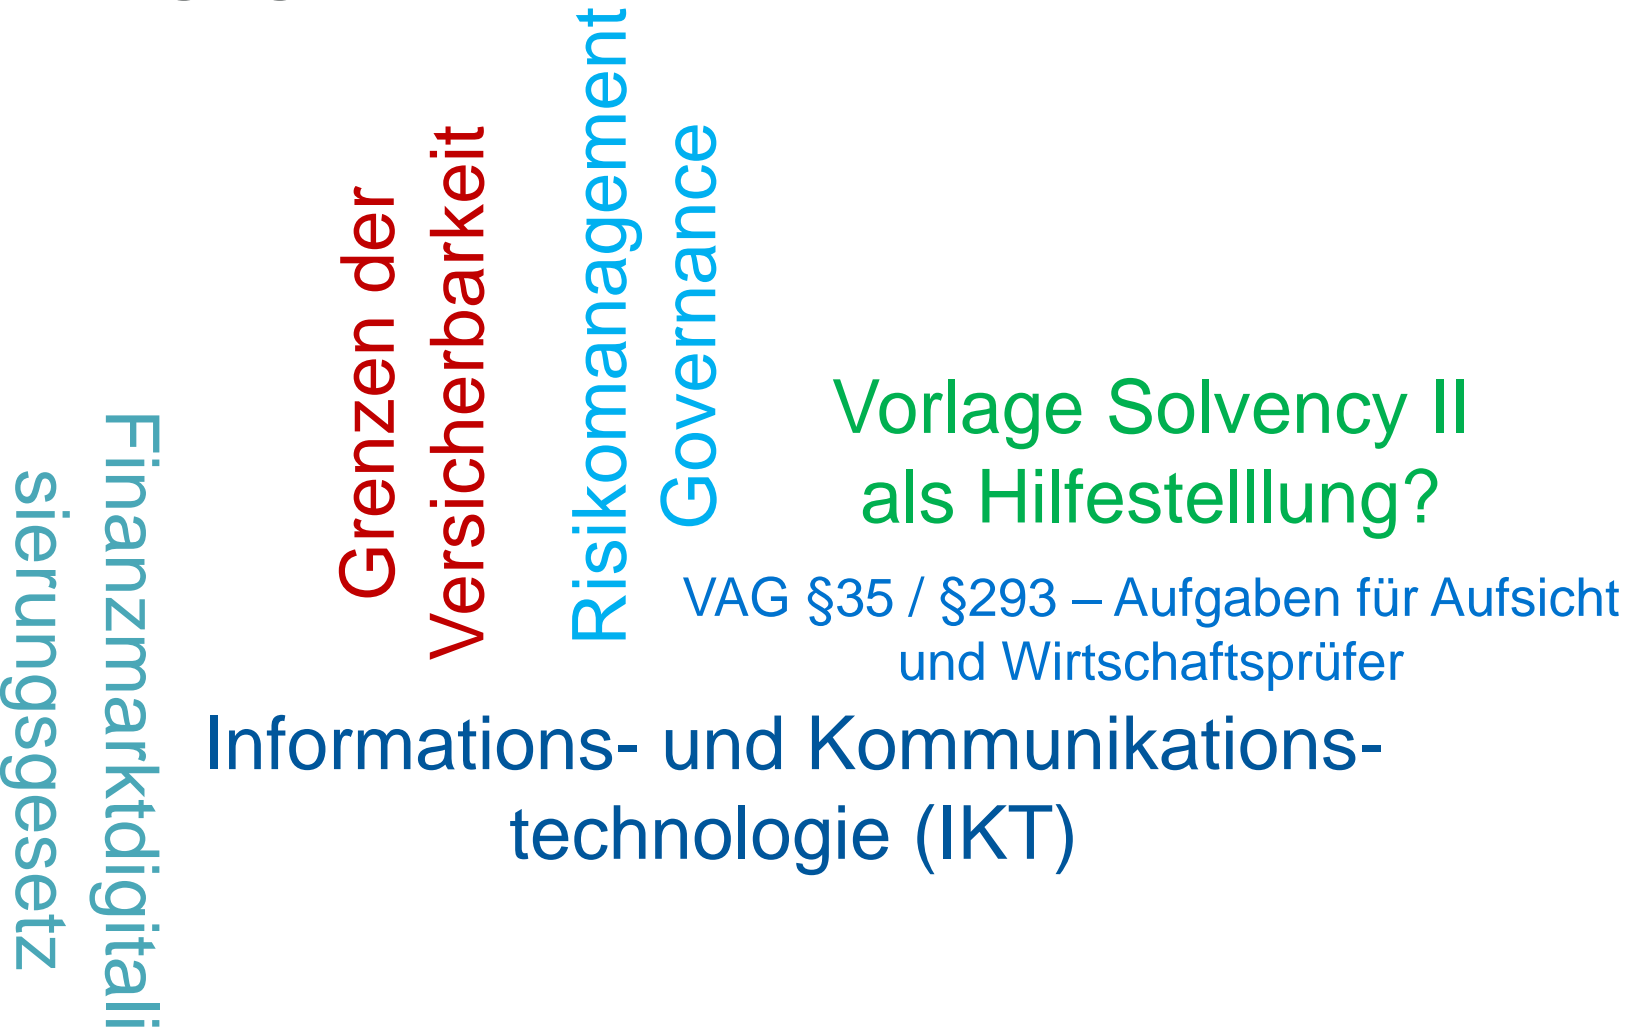 Grenzen der
Versicherbarkeit
Risikomanagement
Governance
Vorlage Solvency II
als Hilfestelllung?
VAG §35 / §293 – Aufgaben für Aufsicht
und Wirtschaftsprüfer
Finanzmarktdigitali
sierungsgesetz
Informations- und Kommunikations-
technologie (IKT)